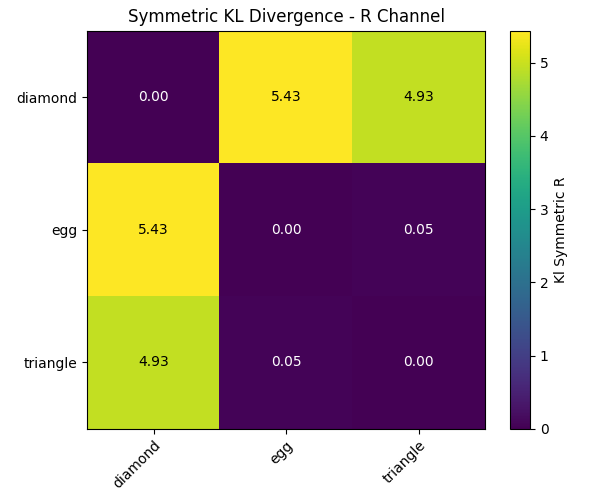 Symmetric KL Divergence - R Channel
diamond 0.00 5.43 4.93
egg 5.43 0.00 0.05
triangle 4.93 0.05 0.00
diamond egg triangle
5
4
3
2
1
0
Kl Symmetric R